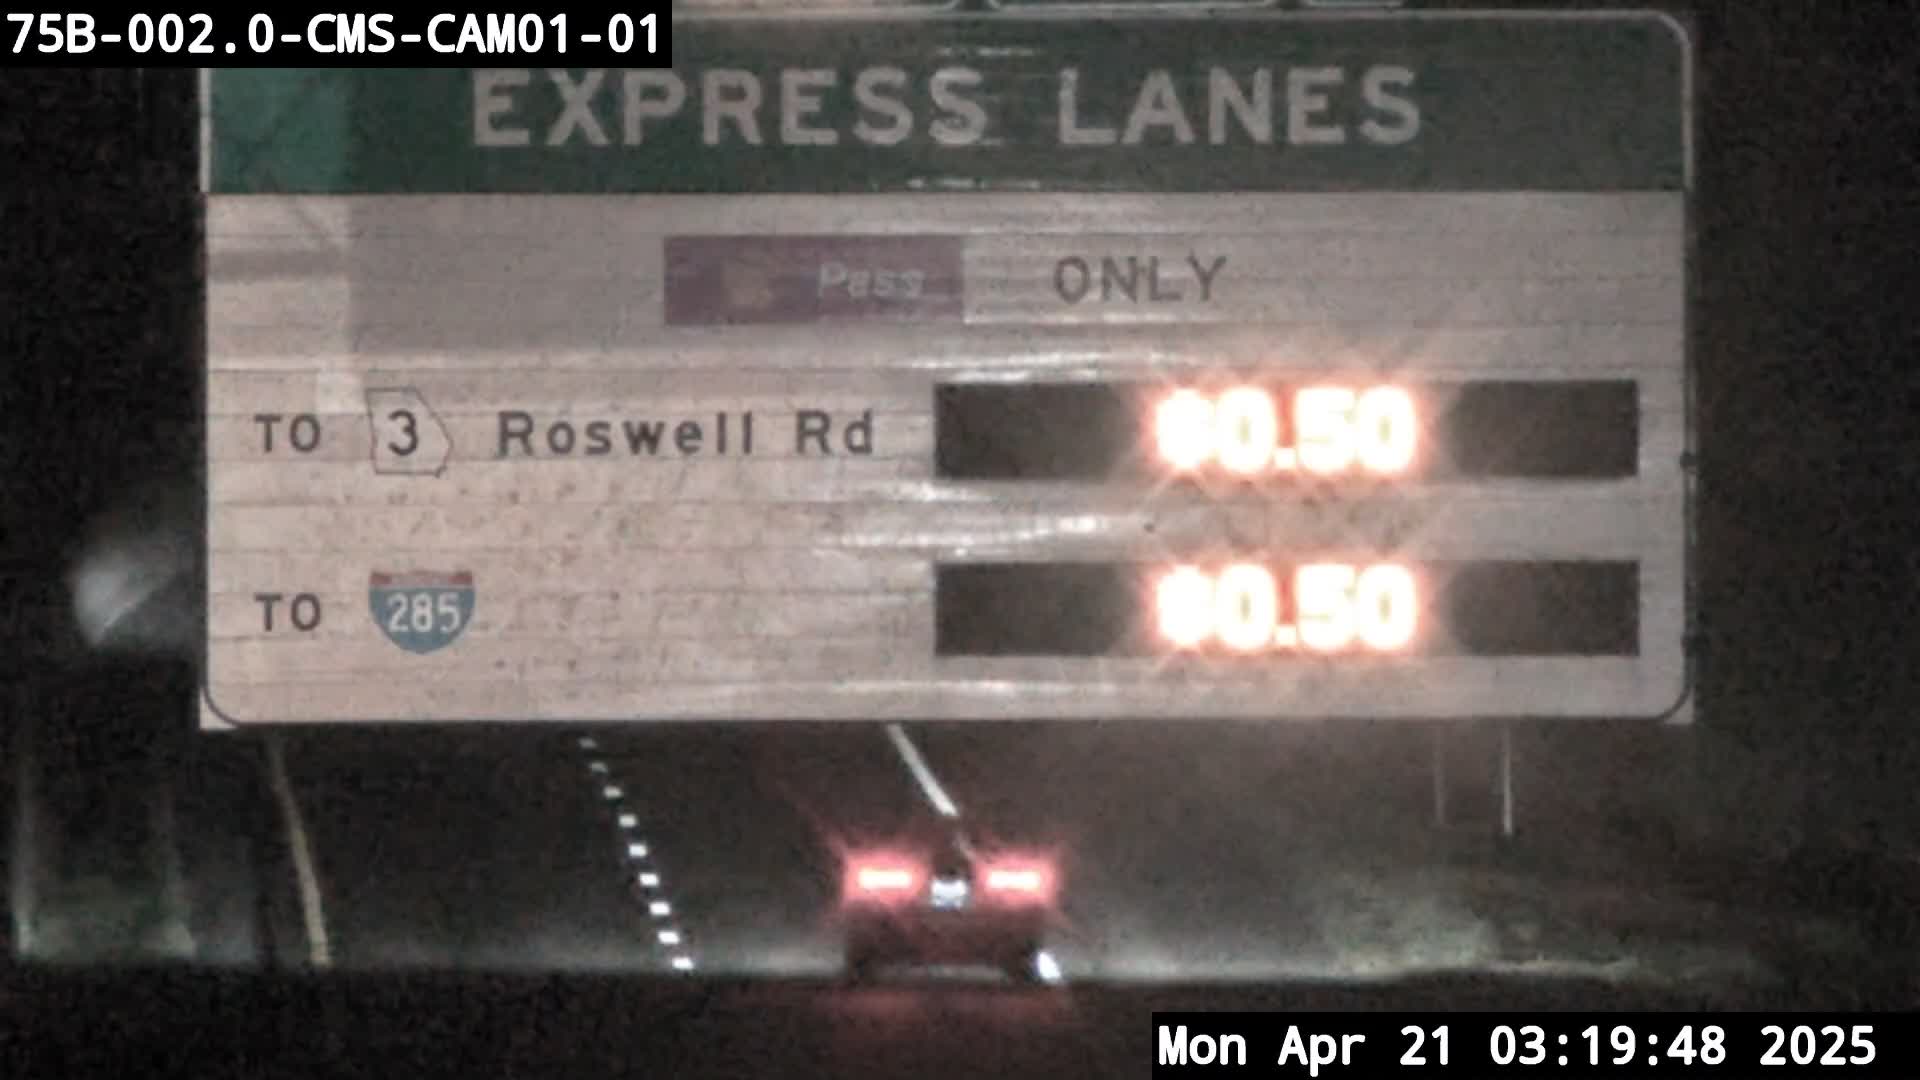 75B-002.0-CMS-CAM01-01
EXPRESS LANES
Pass ONLY
TO 3 Roswell Rd $0.50
TO 285 $0.50
Mon Apr 21 03:19:48 2025